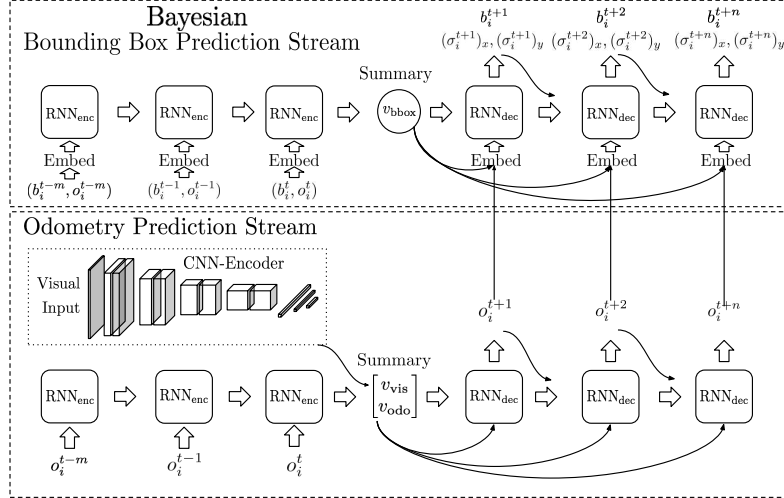 Bayesian
Bounding Box Prediction Stream
b_i^{t+1} b_i^{t+2} b_i^{t+n}
(σ_i^{t+1})_x, (σ_i^{t+1})_y (σ_i^{t+2})_x, (σ_i^{t+2})_y (σ_i^{t+n})_x, (σ_i^{t+n})_y
Summary
RNN_enc RNN_enc RNN_enc v_bbox RNN_dec RNN_dec RNN_dec
Embed Embed Embed Embed Embed Embed
(b_i^{t-m}, o_i^{t-m}) (b_i^{t-1}, o_i^{t-1}) (b_i^t, o_i^t)
Odometry Prediction Stream
CNN-Encoder
Visual
Input
o_i^{t+1} o_i^{t+2} o_i^{t+n}
Summary
RNN_enc RNN_enc RNN_enc [v_vis v_odo] RNN_dec RNN_dec RNN_dec
o_i^{t-m} o_i^{t-1} o_i^t